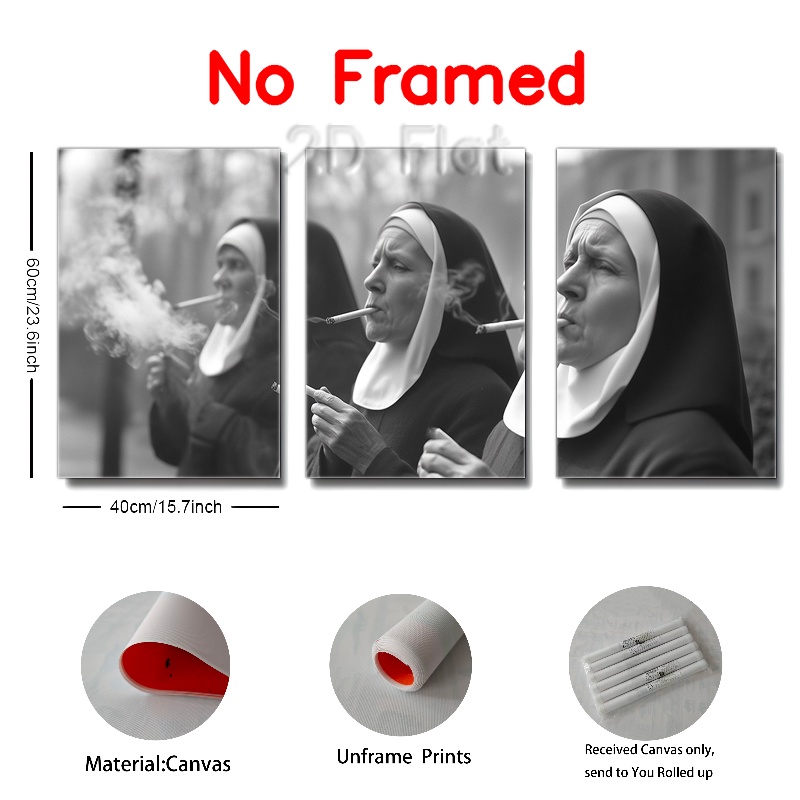 No Framed
2D Flat
60cm/23.6inch
40cm/15.7inch
Material:Canvas
Unframe Prints
Received Canvas only,
send to You Rolled up